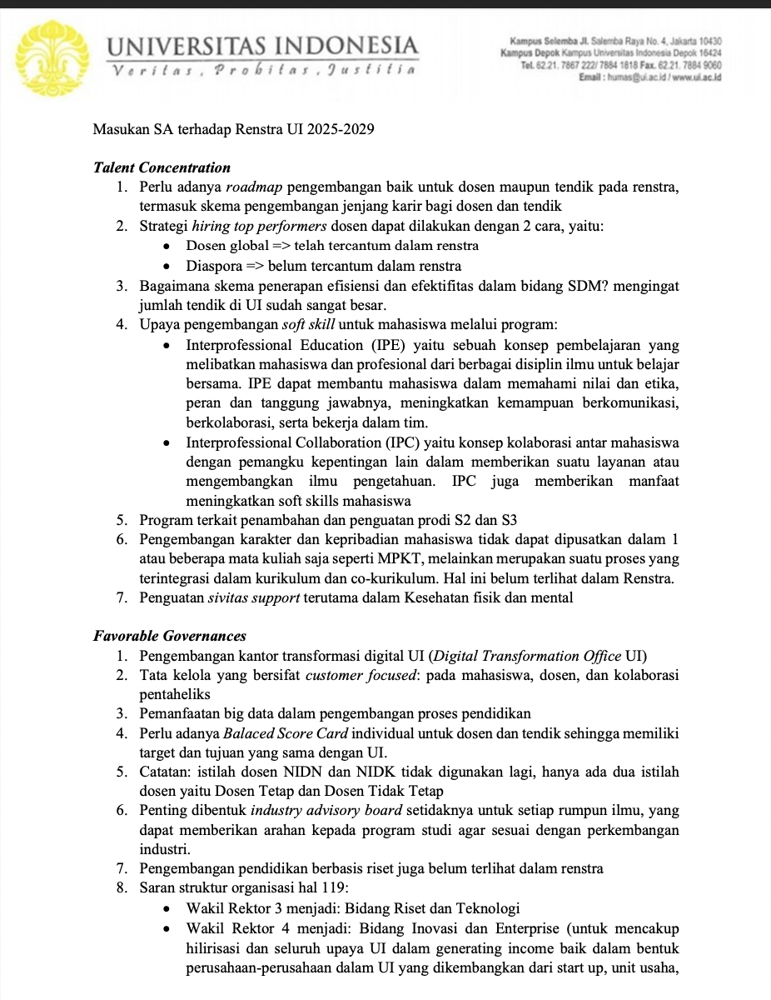 UNIVERSITAS INDONESIA
Veritas, Probitas, Justitia
Kampus Selemba Jl. Salemba Raya No. 4, Jakarta 10430
Kampus Depok Kampus Universitas Indonesia Depok 16424
Tel. 62.21. 7867 222/ 7884 1818 Fax. 62.21. 7884 9060
Email : humas@ui.ac.id / www.ui.ac.id
Masukan SA terhadap Renstra UI 2025-2029
Talent Concentration
1. Perlu adanya roadmap pengembangan baik untuk dosen maupun tendik pada renstra,
termasuk skema pengembangan jenjang karir bagi dosen dan tendik
2. Strategi hiring top performers dosen dapat dilakukan dengan 2 cara, yaitu:
• Dosen global => telah tercantum dalam renstra
• Diaspora => belum tercantum dalam renstra
3. Bagaimana skema penerapan efisiensi dan efektifitas dalam bidang SDM? mengingat
jumlah tendik di UI sudah sangat besar.
4. Upaya pengembangan soft skill untuk mahasiswa melalui program:
• Interprofessional Education (IPE) yaitu sebuah konsep pembelajaran yang
melibatkan mahasiswa dan profesional dari berbagai disiplin ilmu untuk belajar
bersama. IPE dapat membantu mahasiswa dalam memahami nilai dan etika,
peran dan tanggung jawabnya, meningkatkan kemampuan berkomunikasi,
berkolaborasi, serta bekerja dalam tim.
• Interprofessional Collaboration (IPC) yaitu konsep kolaborasi antar mahasiswa
dengan pemangku kepentingan lain dalam memberikan suatu layanan atau
mengembangkan ilmu pengetahuan. IPC juga memberikan manfaat
meningkatkan soft skills mahasiswa
5. Program terkait penambahan dan penguatan prodi S2 dan S3
6. Pengembangan karakter dan kepribadian mahasiswa tidak dapat dipusatkan dalam 1
atau beberapa mata kuliah saja seperti MPKT, melainkan merupakan suatu proses yang
terintegrasi dalam kurikulum dan co-kurikulum. Hal ini belum terlihat dalam Renstra.
7. Penguatan sivitas support terutama dalam Kesehatan fisik dan mental
Favorable Governances
1. Pengembangan kantor transformasi digital UI (Digital Transformation Office UI)
2. Tata kelola yang bersifat customer focused: pada mahasiswa, dosen, dan kolaborasi
pentaheliks
3. Pemanfaatan big data dalam pengembangan proses pendidikan
4. Perlu adanya Balaced Score Card individual untuk dosen dan tendik sehingga memiliki
target dan tujuan yang sama dengan UI.
5. Catatan: istilah dosen NIDN dan NIDK tidak digunakan lagi, hanya ada dua istilah
dosen yaitu Dosen Tetap dan Dosen Tidak Tetap
6. Penting dibentuk industry advisory board setidaknya untuk setiap rumpun ilmu, yang
dapat memberikan arahan kepada program studi agar sesuai dengan perkembangan
industri.
7. Pengembangan pendidikan berbasis riset juga belum terlihat dalam renstra
8. Saran struktur organisasi hal 119:
• Wakil Rektor 3 menjadi: Bidang Riset dan Teknologi
• Wakil Rektor 4 menjadi: Bidang Inovasi dan Enterprise (untuk mencakup
hilirisasi dan seluruh upaya UI dalam generating income baik dalam bentuk
perusahaan-perusahaan dalam UI yang dikembangkan dari start up, unit usaha,